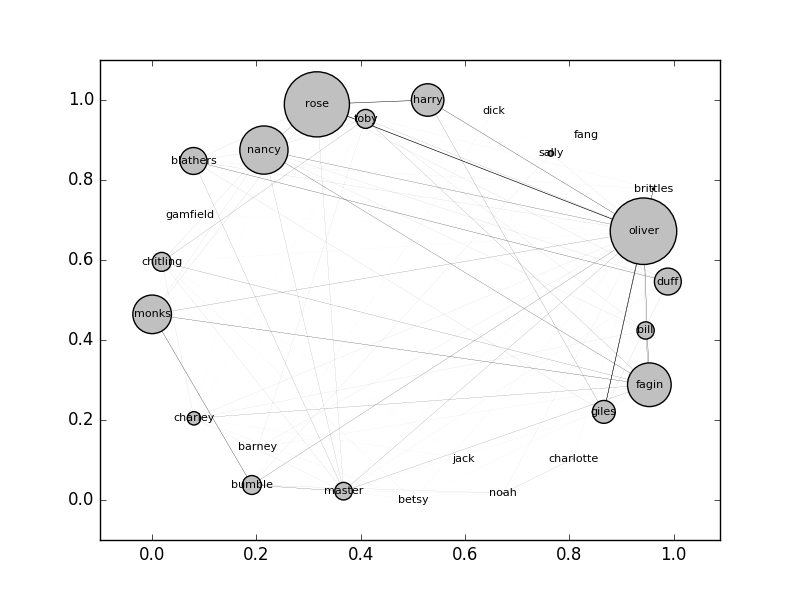 1.0
0.8
0.6
0.4
0.2
0.0
rose
harry
dick
toby
fang
nancy
sally
blathers
brittles
gamfield
oliver
chitling
duff
monks
pill
fagin
charley
giles
barney
jack
charlotte
bumble
master
noah
betsy
0.0 0.2 0.4 0.6 0.8 1.0